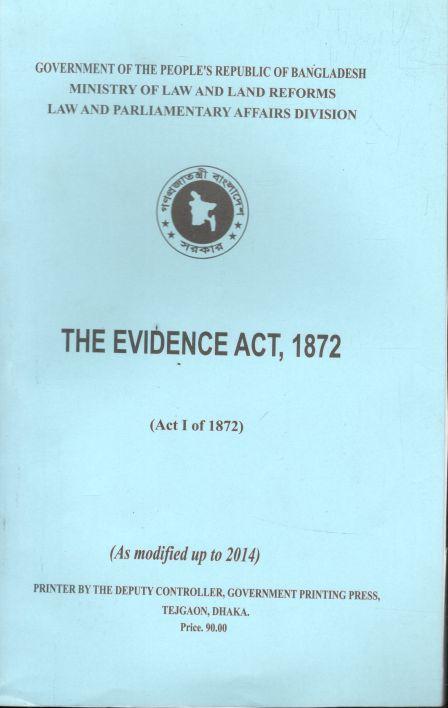 GOVERNMENT OF THE PEOPLE'S REPUBLIC OF BANGLADESH
MINISTRY OF LAW AND LAND REFORMS
LAW AND PARLIAMENTARY AFFAIRS DIVISION
গণপ্রজাতন্ত্রী বাংলাদেশ
সরকার
THE EVIDENCE ACT, 1872
(Act I of 1872)
(As modified up to 2014)
PRINTER BY THE DEPUTY CONTROLLER, GOVERNMENT PRINTING PRESS,
TEJGAON, DHAKA.
Price. 90.00